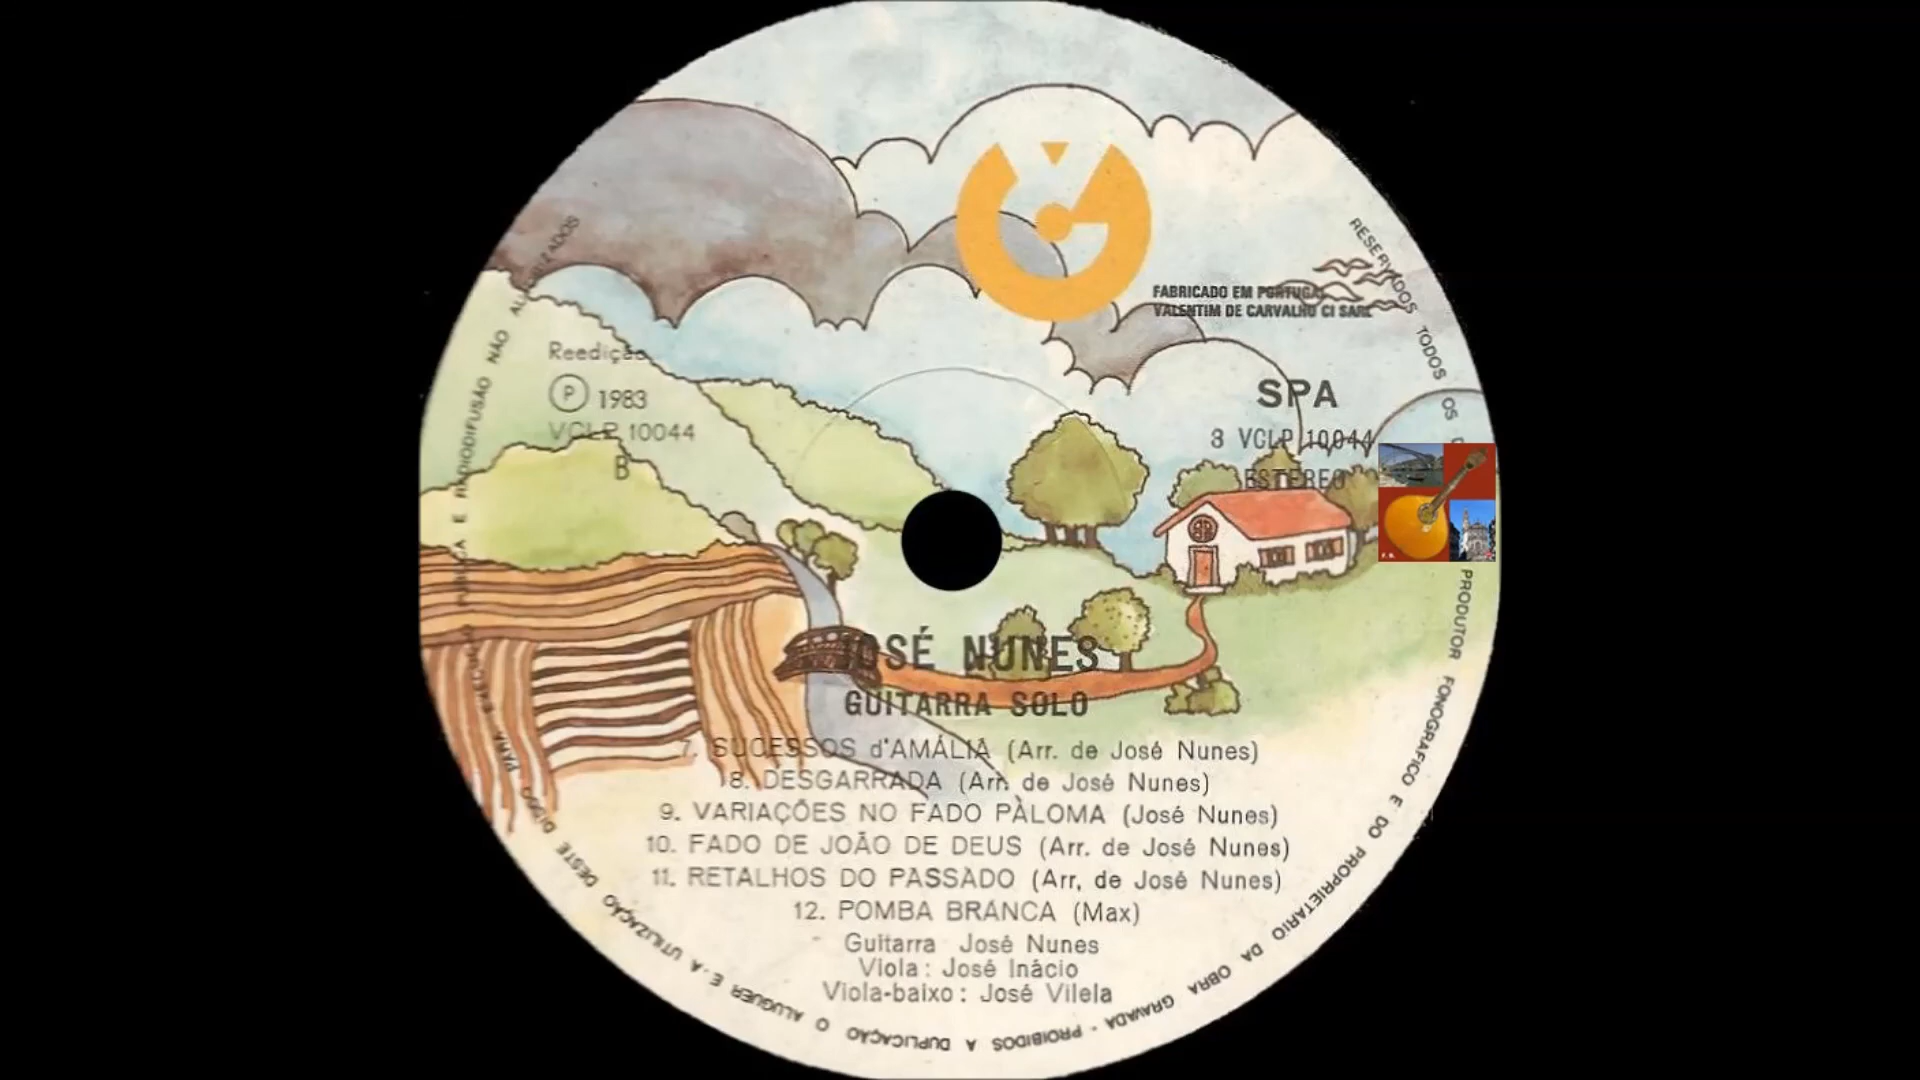 FABRICADO EM PORTUGAL
VALENTIM DE CARVALHO CI SARL
Reedição
Ⓟ 1983
VCLP 10044
B
SPA
8 VCLP 10044
ESTÉREO
JOSÉ NUNES
GUITARRA SOLO
7. SUCESSOS d'AMÁLIA (Arr. de José Nunes)
8. DESGARRADA (Arr. de José Nunes)
9. VARIAÇÕES NO FADO PÀLOMA (José Nunes)
10. FADO DE JOÃO DE DEUS (Arr. de José Nunes)
11. RETALHOS DO PASSADO (Arr, de José Nunes)
12. POMBA BRANCA (Max)
Guitarra José Nunes
Viola: José Inácio
Viola-baixo: José Vilela
RESERVADOS TODOS OS PRODUTOR FONOGRAFICO E DO PROPRIETARIO DA OBRA GRAVADA - PROIBIDOS A DUPLICAÇÃO O ALUGUER E A UTILIZAÇÃO DESTE DISCO PARA EXECUÇÃO PUBLICA E RADIODIFUSÃO NÃO AUTORIZADOS